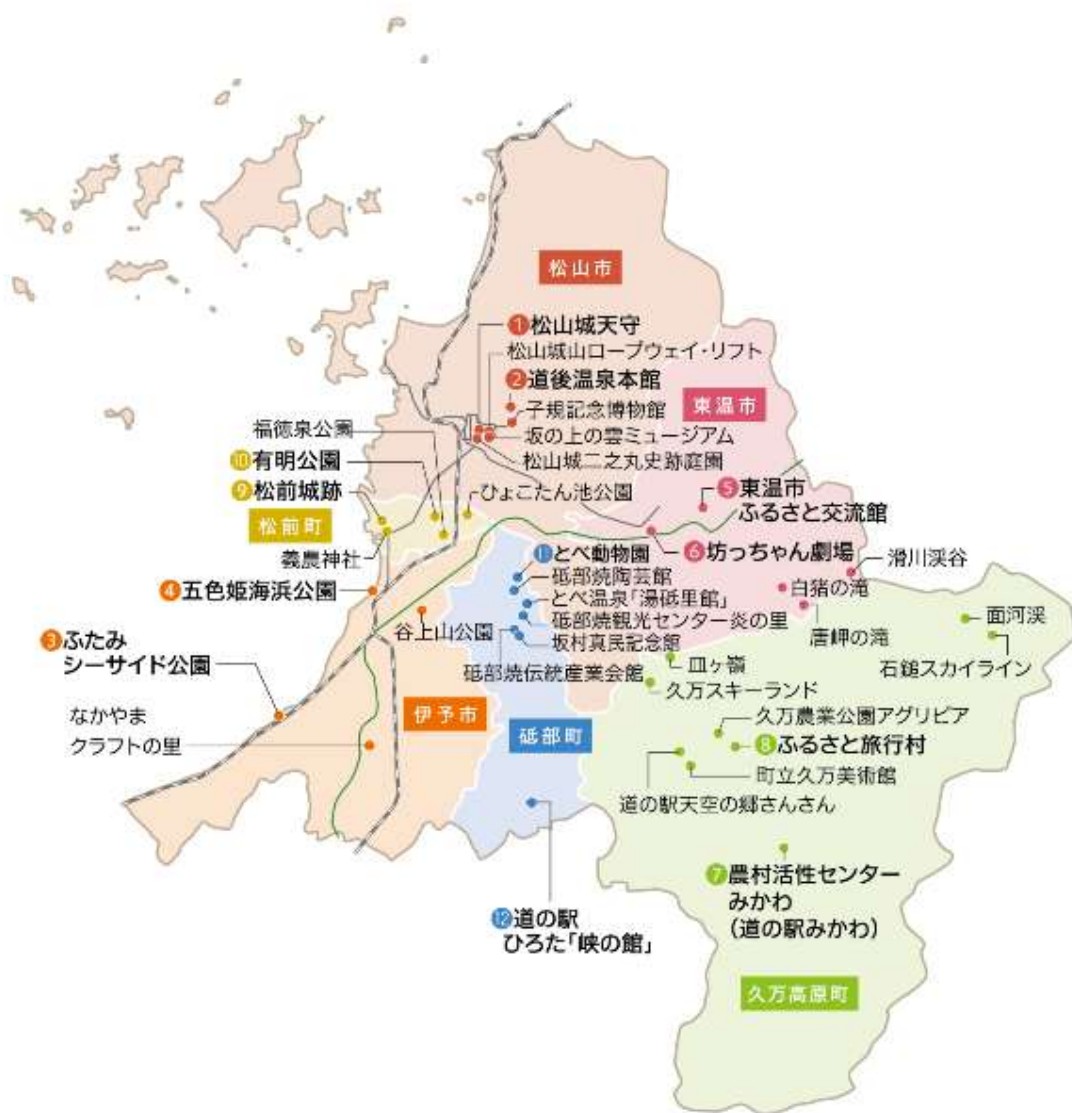 松山市
❶松山城天守
松山城山ロープウェイ・リフト
❷道後温泉本館
子規記念博物館
坂の上の雲ミュージアム
松山城二之丸史跡庭園
東温市
福徳泉公園
❿有明公園
❾松前城跡
松前町
義農神社
ひょこたん池公園
❺東温市
ふるさと交流館
❻坊っちゃん劇場
滑川渓谷
白猪の滝
唐岬の滝
面河渓
石鎚スカイライン
⓫とべ動物園
砥部焼陶芸館
とべ温泉「湯砥里館」
砥部焼観光センター炎の里
坂村真民記念館
砥部焼伝統産業会館
❹五色姫海浜公園
谷上山公園
❸ふたみ
シーサイド公園
なかやま
クラフトの里
伊予市
砥部町
皿ヶ嶺
久万スキーランド
久万農業公園アグリピア
❽ふるさと旅行村
町立久万美術館
道の駅天空の郷さんさん
❼農村活性センター
みかわ
(道の駅みかわ)
⓬道の駅
ひろた「峡の館」
久万高原町